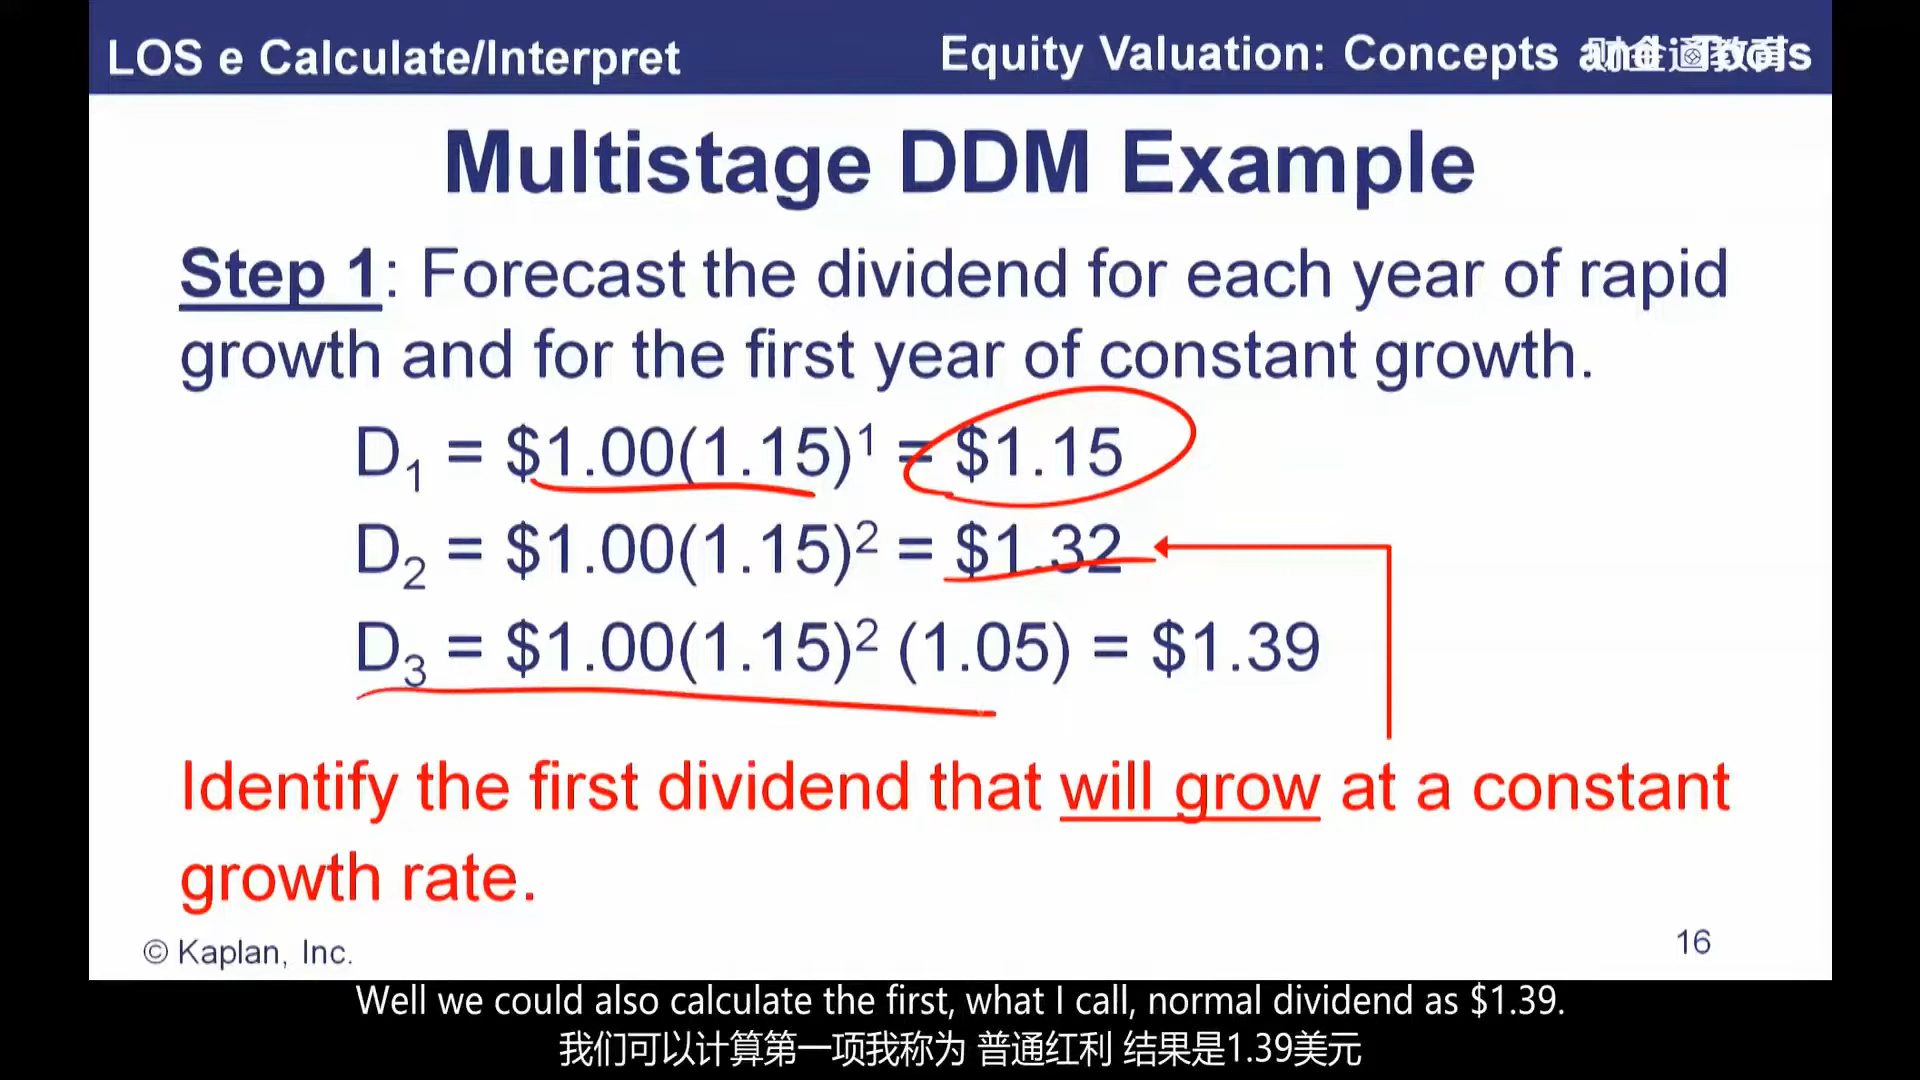 LOS e Calculate/Interpret
Equity Valuation: Concepts and Tools
财金通教育
Multistage DDM Example
Step 1: Forecast the dividend for each year of rapid
growth and for the first year of constant growth.
D₁ = $1.00(1.15)¹ = $1.15
D₂ = $1.00(1.15)² = $1.32
D₃ = $1.00(1.15)² (1.05) = $1.39
Identify the first dividend that will grow at a constant
growth rate.
© Kaplan, Inc.
16
Well we could also calculate the first, what I call, normal dividend as $1.39.
我们可以计算第一项我称为 普通红利 结果是1.39美元